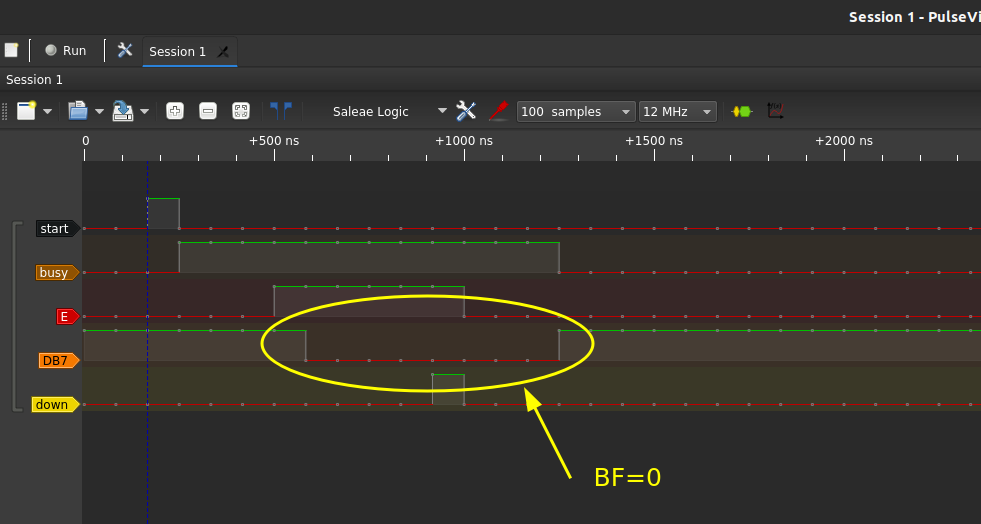 Session 1 - PulseVi
Run
Session 1
Session 1
Saleae Logic
100 samples
12 MHz
0 +500 ns +1000 ns +1500 ns +2000 ns
start
busy
E
DB7
down
BF=0